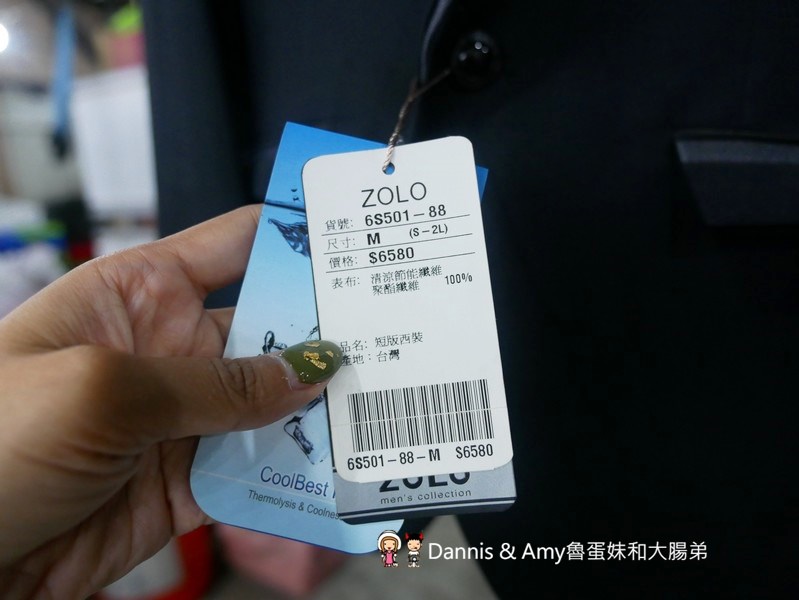 ZOLO
貨號: 6S501-88
尺寸: M (S-2L)
價格: $6580
表布: 清涼節能纖維
聚酯纖維 100%
品名: 短版西裝
產地: 台灣
6S501-88-M $6580
ZOLO
men's collection
CoolBest
Thermolysis & Coolness
Dannis & Amy魯蛋妹和大腸弟